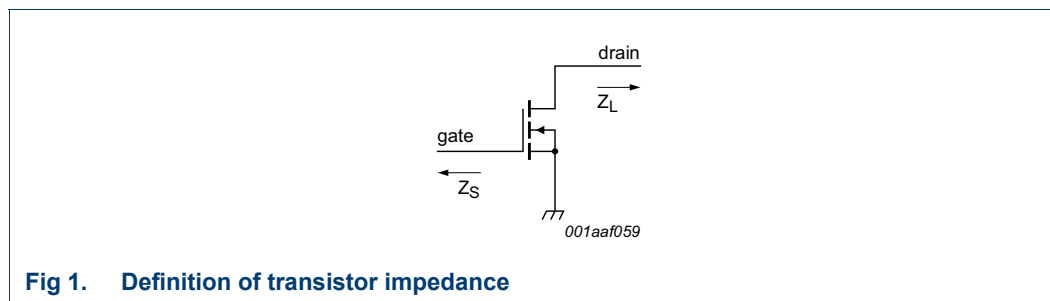 drain
Z_L
gate
Z_S
001aaf059
Fig 1. Definition of transistor impedance